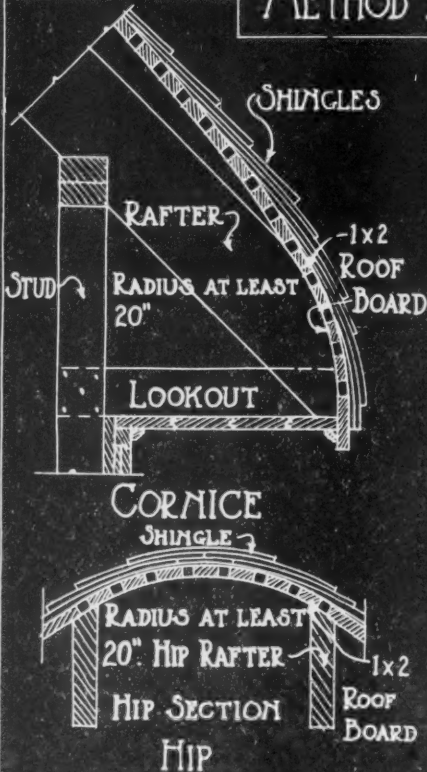 METHOD
SHINGLES
RAFTER
1x2
ROOF
BOARD
STUD
RADIUS AT LEAST
20"
LOOKOUT
CORNICE
SHINGLE
RADIUS AT LEAST
20" HIP RAFTER
1x2
ROOF
BOARD
HIP SECTION
HIP